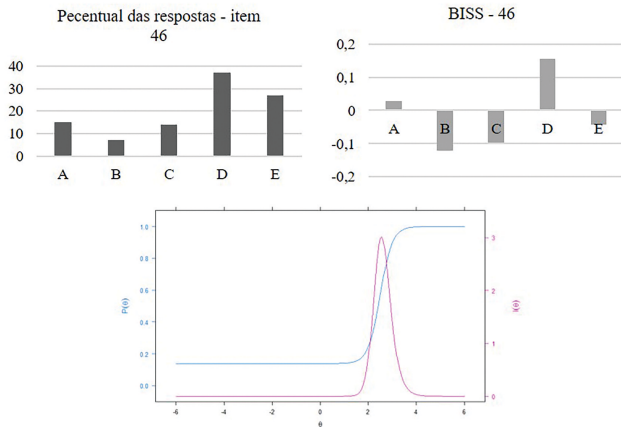 Pecentual das respostas - item
46
40
30
20
10
0
A B C D E
BISS - 46
0,2
0,1
0
-0,1
-0,2
A B C D E
1.0
0.8
0.6
0.4
0.2
0.0
P(θ)
3
2
1
0
I(θ)
-6 -4 -2 0 2 4 6
θ